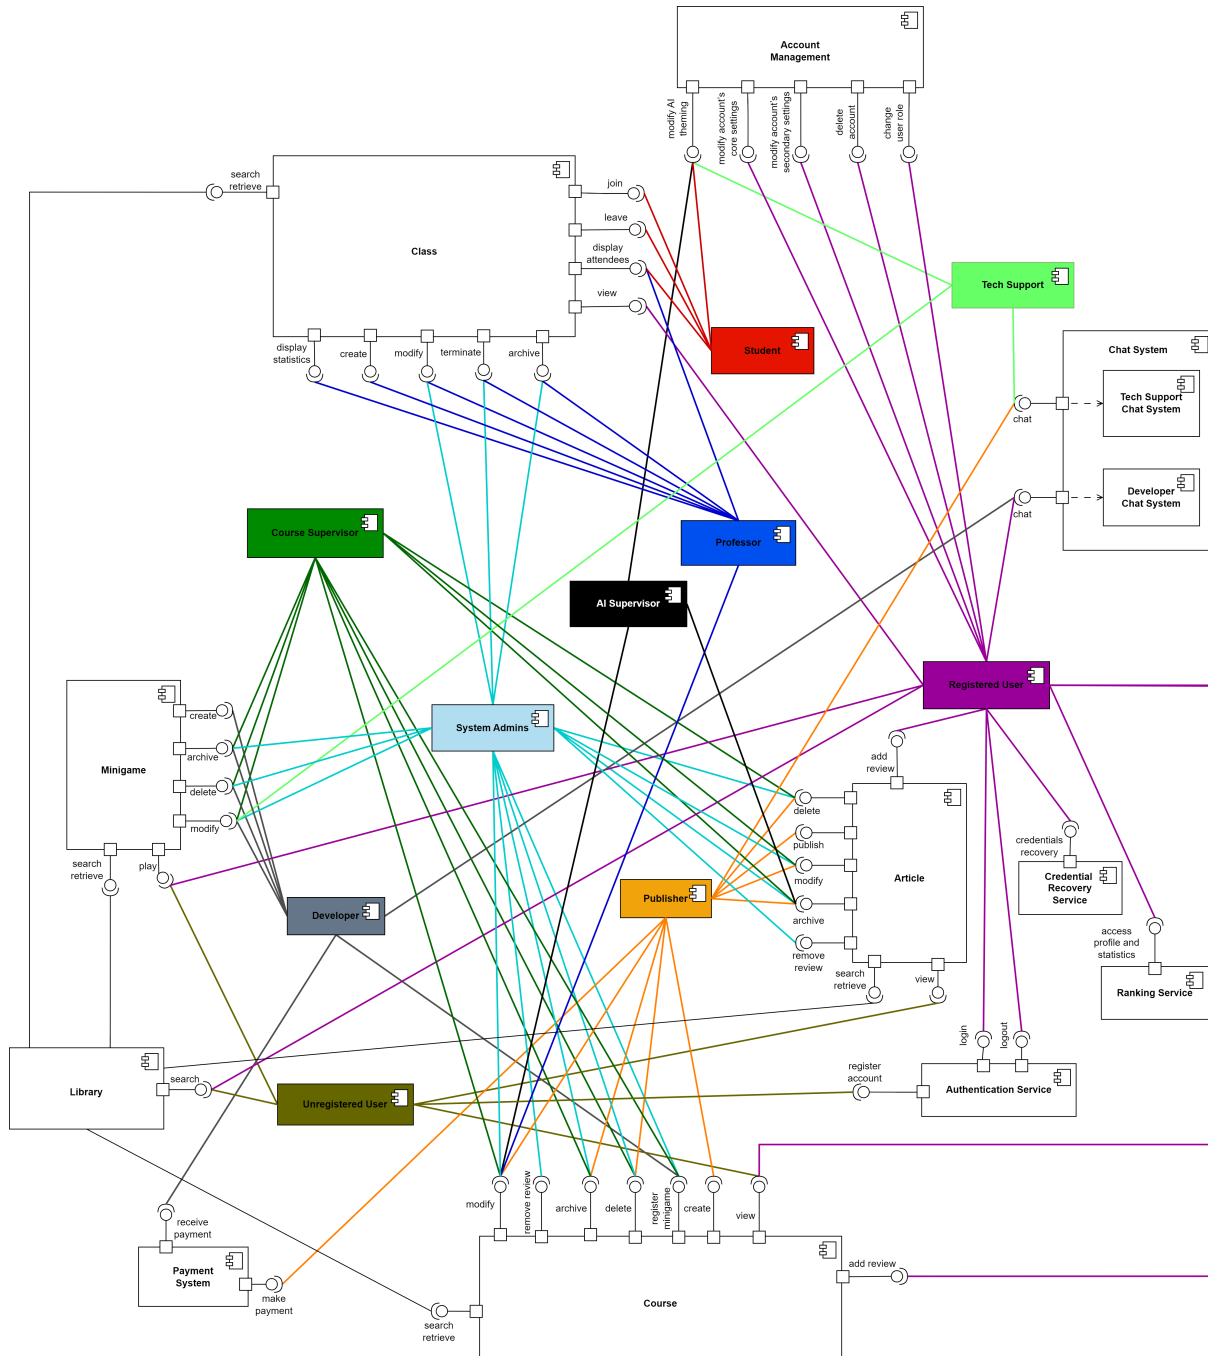 Account
Management
modify AI
theming
modify account's
core settings
modify account's
secondary settings
delete
account
change
user role
search
retrieve
join
leave
display
attendees
view
Class
display
statistics
create
modify
terminate
archive
Tech Support
Student
Chat System
Tech Support
Chat System
chat
Developer
Chat System
chat
Course Supervisor
Professor
AI Supervisor
Registered User
System Admins
Minigame
create
archive
delete
modify
search
retrieve
play
add
review
delete
publish
modify
archive
remove
review
search
retrieve
view
Article
credentials
recovery
Credential
Recovery
Service
Publisher
Developer
access
profile and
statistics
Ranking Service
login
logout
register
account
Authentication Service
Library
search
Unregistered User
receive
payment
Payment
System
make
payment
modify
remove review
archive
delete
register
minigame
create
view
add review
search
retrieve
Course